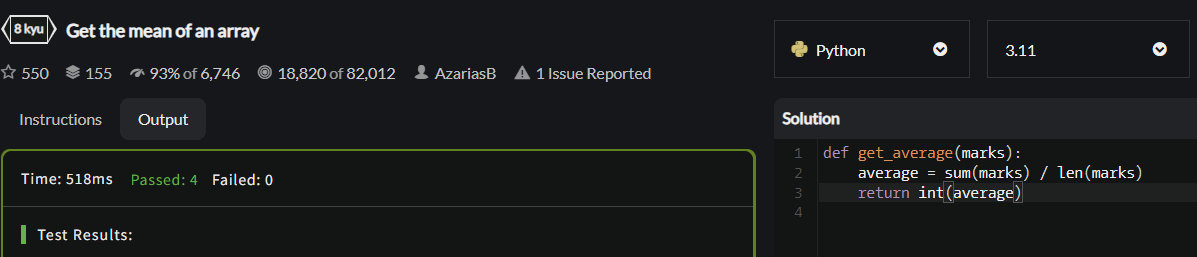 8 kyu Get the mean of an array
550 155 93% of 6,746 18,820 of 82,012 AzariasB 1 Issue Reported
Instructions Output
Time: 518ms Passed: 4 Failed: 0
Test Results:
Python 3.11
Solution
1 def get_average(marks):
2     average = sum(marks) / len(marks)
3     return int(average)
4